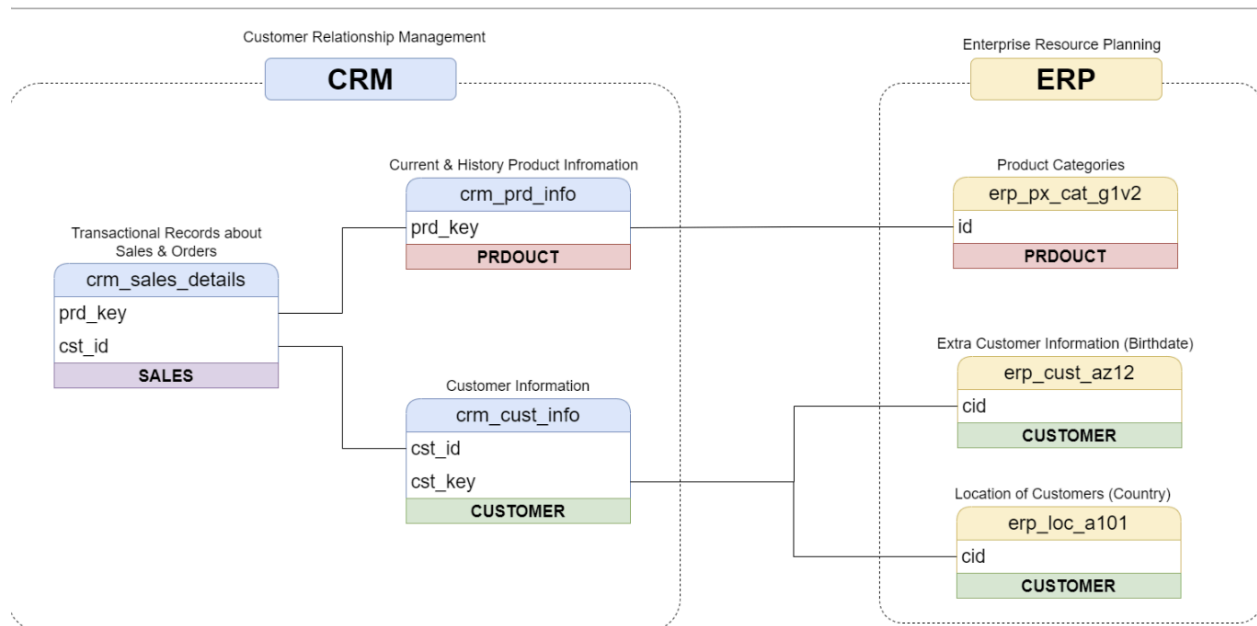 Customer Relationship Management
CRM
Enterprise Resource Planning
ERP
Current & History Product Infromation
crm_prd_info
prd_key
PRDOUCT
Product Categories
erp_px_cat_g1v2
id
PRDOUCT
Transactional Records about
Sales & Orders
crm_sales_details
prd_key
cst_id
SALES
Customer Information
crm_cust_info
cst_id
cst_key
CUSTOMER
Extra Customer Information (Birthdate)
erp_cust_az12
cid
CUSTOMER
Location of Customers (Country)
erp_loc_a101
cid
CUSTOMER